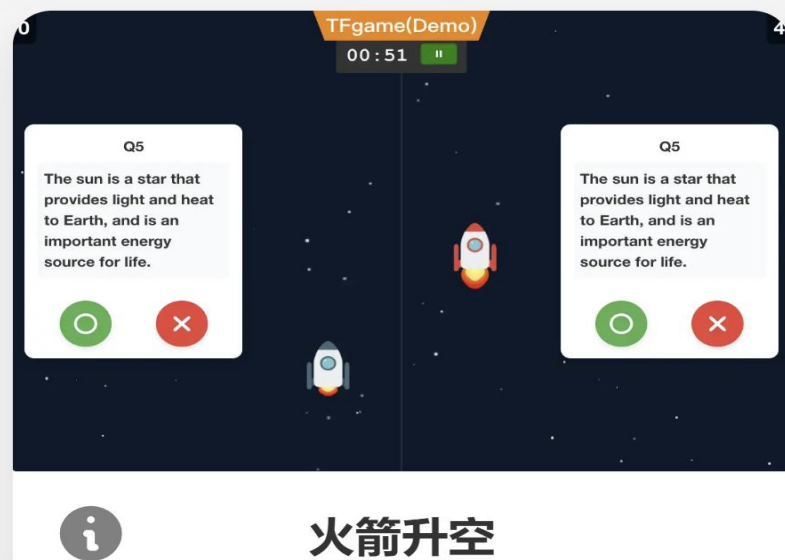 0
TFgame(Demo)
4
00:51
Q5
The sun is a star that
provides light and heat
to Earth, and is an
important energy
source for life.
Q5
The sun is a star that
provides light and heat
to Earth, and is an
important energy
source for life.
火箭升空